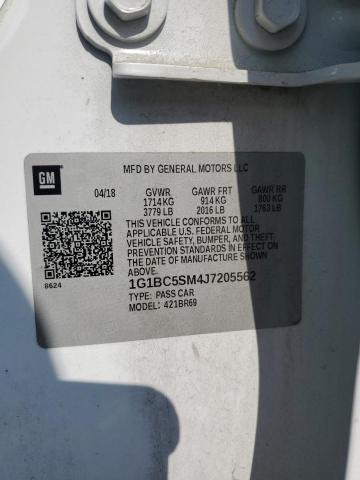 GM
MFD BY GENERAL MOTORS LLC
04/18 GVWR GAWR FRT GAWR RR
1714 KG 914 KG 800 KG
3779 LB 2016 LB 1763 LB
THIS VEHICLE CONFORMS TO ALL
APPLICABLE U.S. FEDERAL MOTOR
VEHICLE SAFETY, BUMPER, AND THEFT
PREVENTION STANDARDS IN EFFECT ON
THE DATE OF MANUFACTURE
SHOWN ABOVE.
8624
1G1BC5SM4J7205562
TYPE: PASS CAR
MODEL: 421BR69